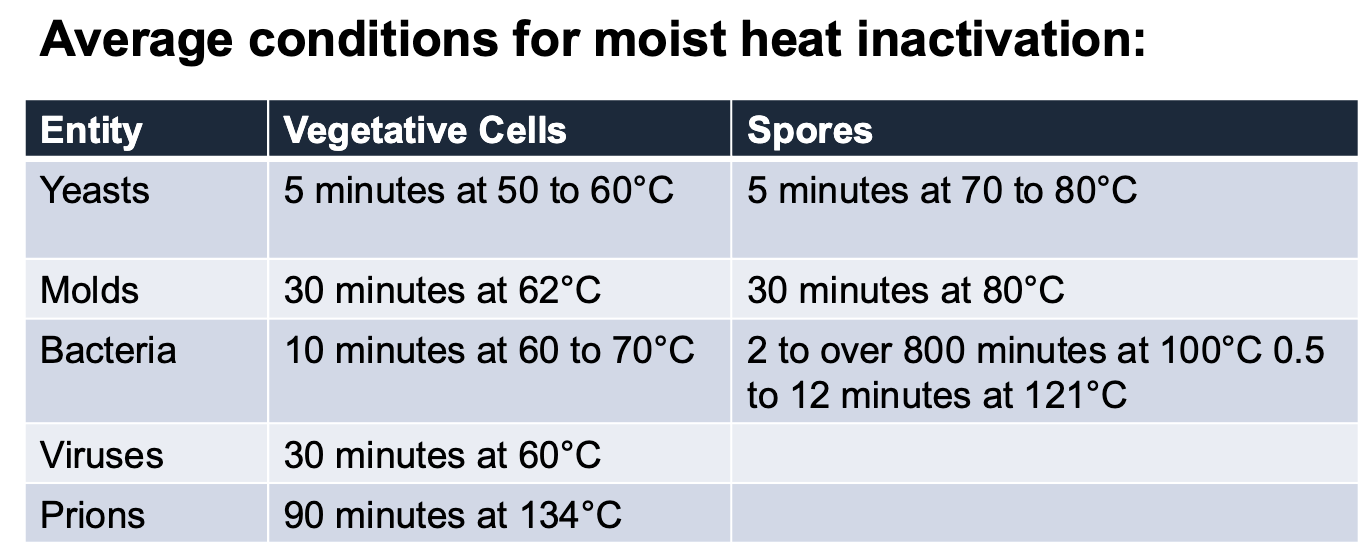 Average conditions for moist heat inactivation:
Entity Vegetative Cells Spores
Yeasts 5 minutes at 50 to 60°C 5 minutes at 70 to 80°C
Molds 30 minutes at 62°C 30 minutes at 80°C
Bacteria 10 minutes at 60 to 70°C 2 to over 800 minutes at 100°C 0.5
to 12 minutes at 121°C
Viruses 30 minutes at 60°C
Prions 90 minutes at 134°C